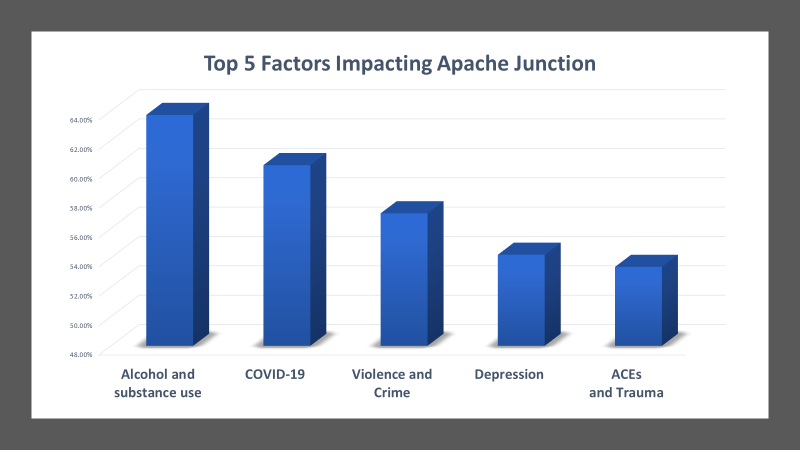 Top 5 Factors Impacting Apache Junction
64.00%
62.00%
60.00%
58.00%
56.00%
54.00%
52.00%
50.00%
48.00%
Alcohol and
substance use
COVID-19
Violence and
Crime
Depression
ACEs
and Trauma